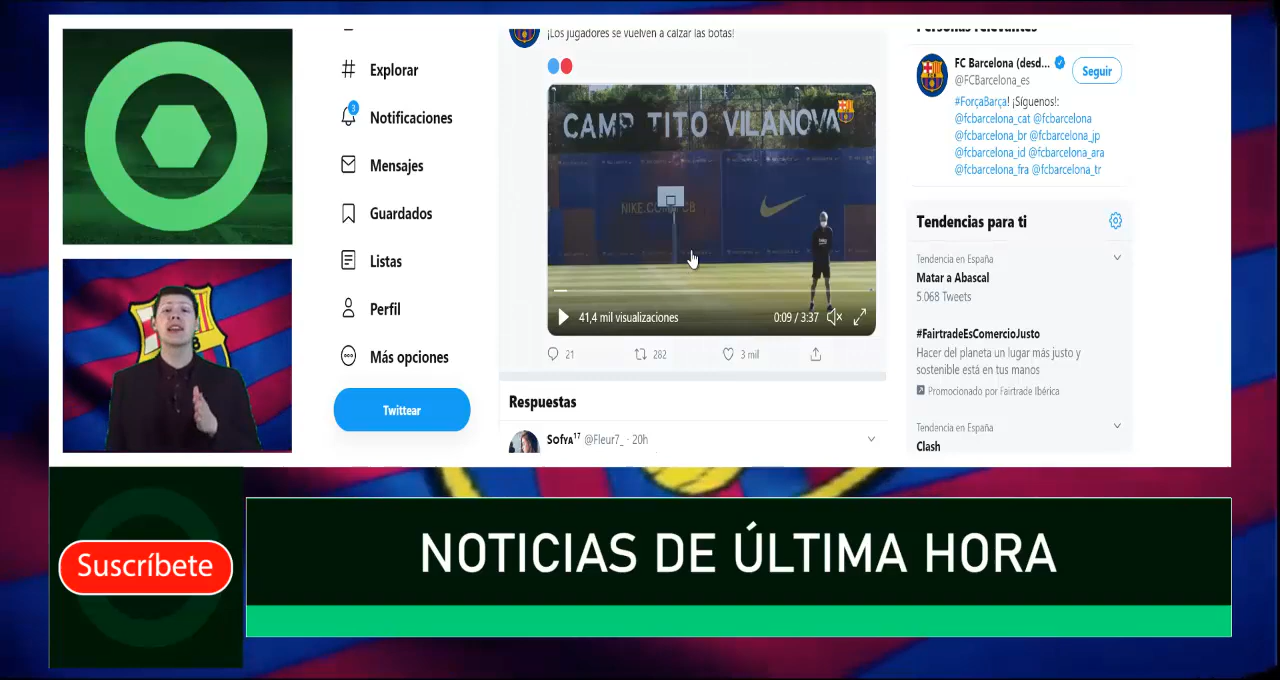 Explorar
3
Notificaciones
Mensajes
Guardados
Listas
Perfil
Más opciones
Twittear
¡Los jugadores se vuelven a calzar las botas!
CAMP TITO VILANOVA
41,4 mil visualizaciones
0:09 / 3:37
21
282
3 mil
Respuestas
Sofya17 @Fleur7_ · 20h
Personas relevantes
FC Barcelona (desd...
@FCBarcelona_es
Seguir
#ForçaBarça! ¡Síguenos!:
@fcbarcelona_cat @fcbarcelona
@fcbarcelona_br @fcbarcelona_jp
@fcbarcelona_id @fcbarcelona_ara
@fcbarcelona_fra @fcbarcelona_tr
Tendencias para ti
Tendencia en España
Matar a Abascal
5.068 Tweets
#FairtradeEsComercioJusto
Hacer del planeta un lugar más justo y
sostenible está en tus manos
Promocionado por Fairtrade Ibérica
Tendencia en España
Clash
Suscríbete
NOTICIAS DE ÚLTIMA HORA